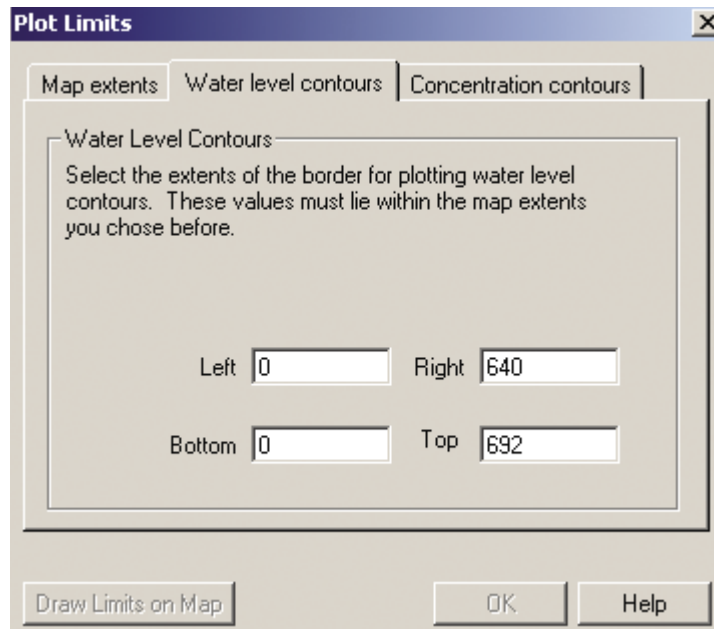 Plot Limits
Map extents Water level contours Concentration contours
Water Level Contours
Select the extents of the border for plotting water level
contours. These values must lie within the map extents
you chose before.
Left 0 Right 640
Bottom 0 Top 692
Draw Limits on Map OK Help